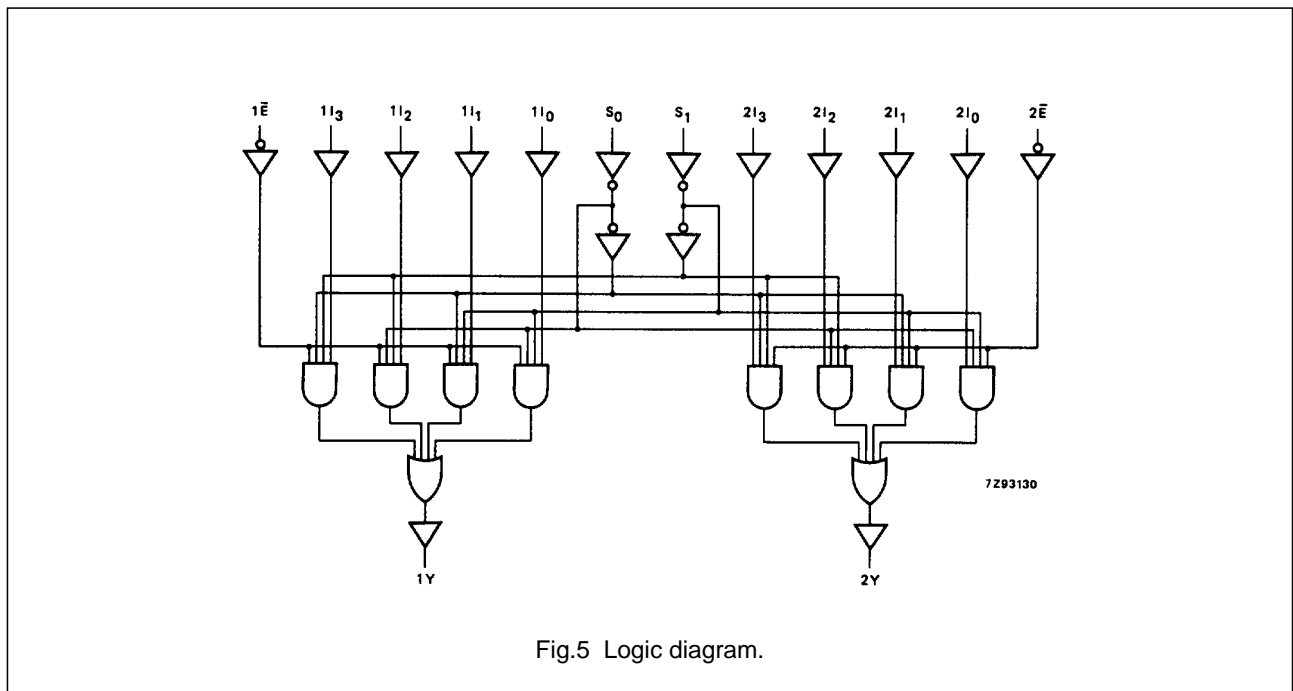 1Ē 1I₃ 1I₂ 1I₁ 1I₀ S₀ S₁ 2I₃ 2I₂ 2I₁ 2I₀ 2Ē
7Z93130
1Y 2Y
Fig.5 Logic diagram.